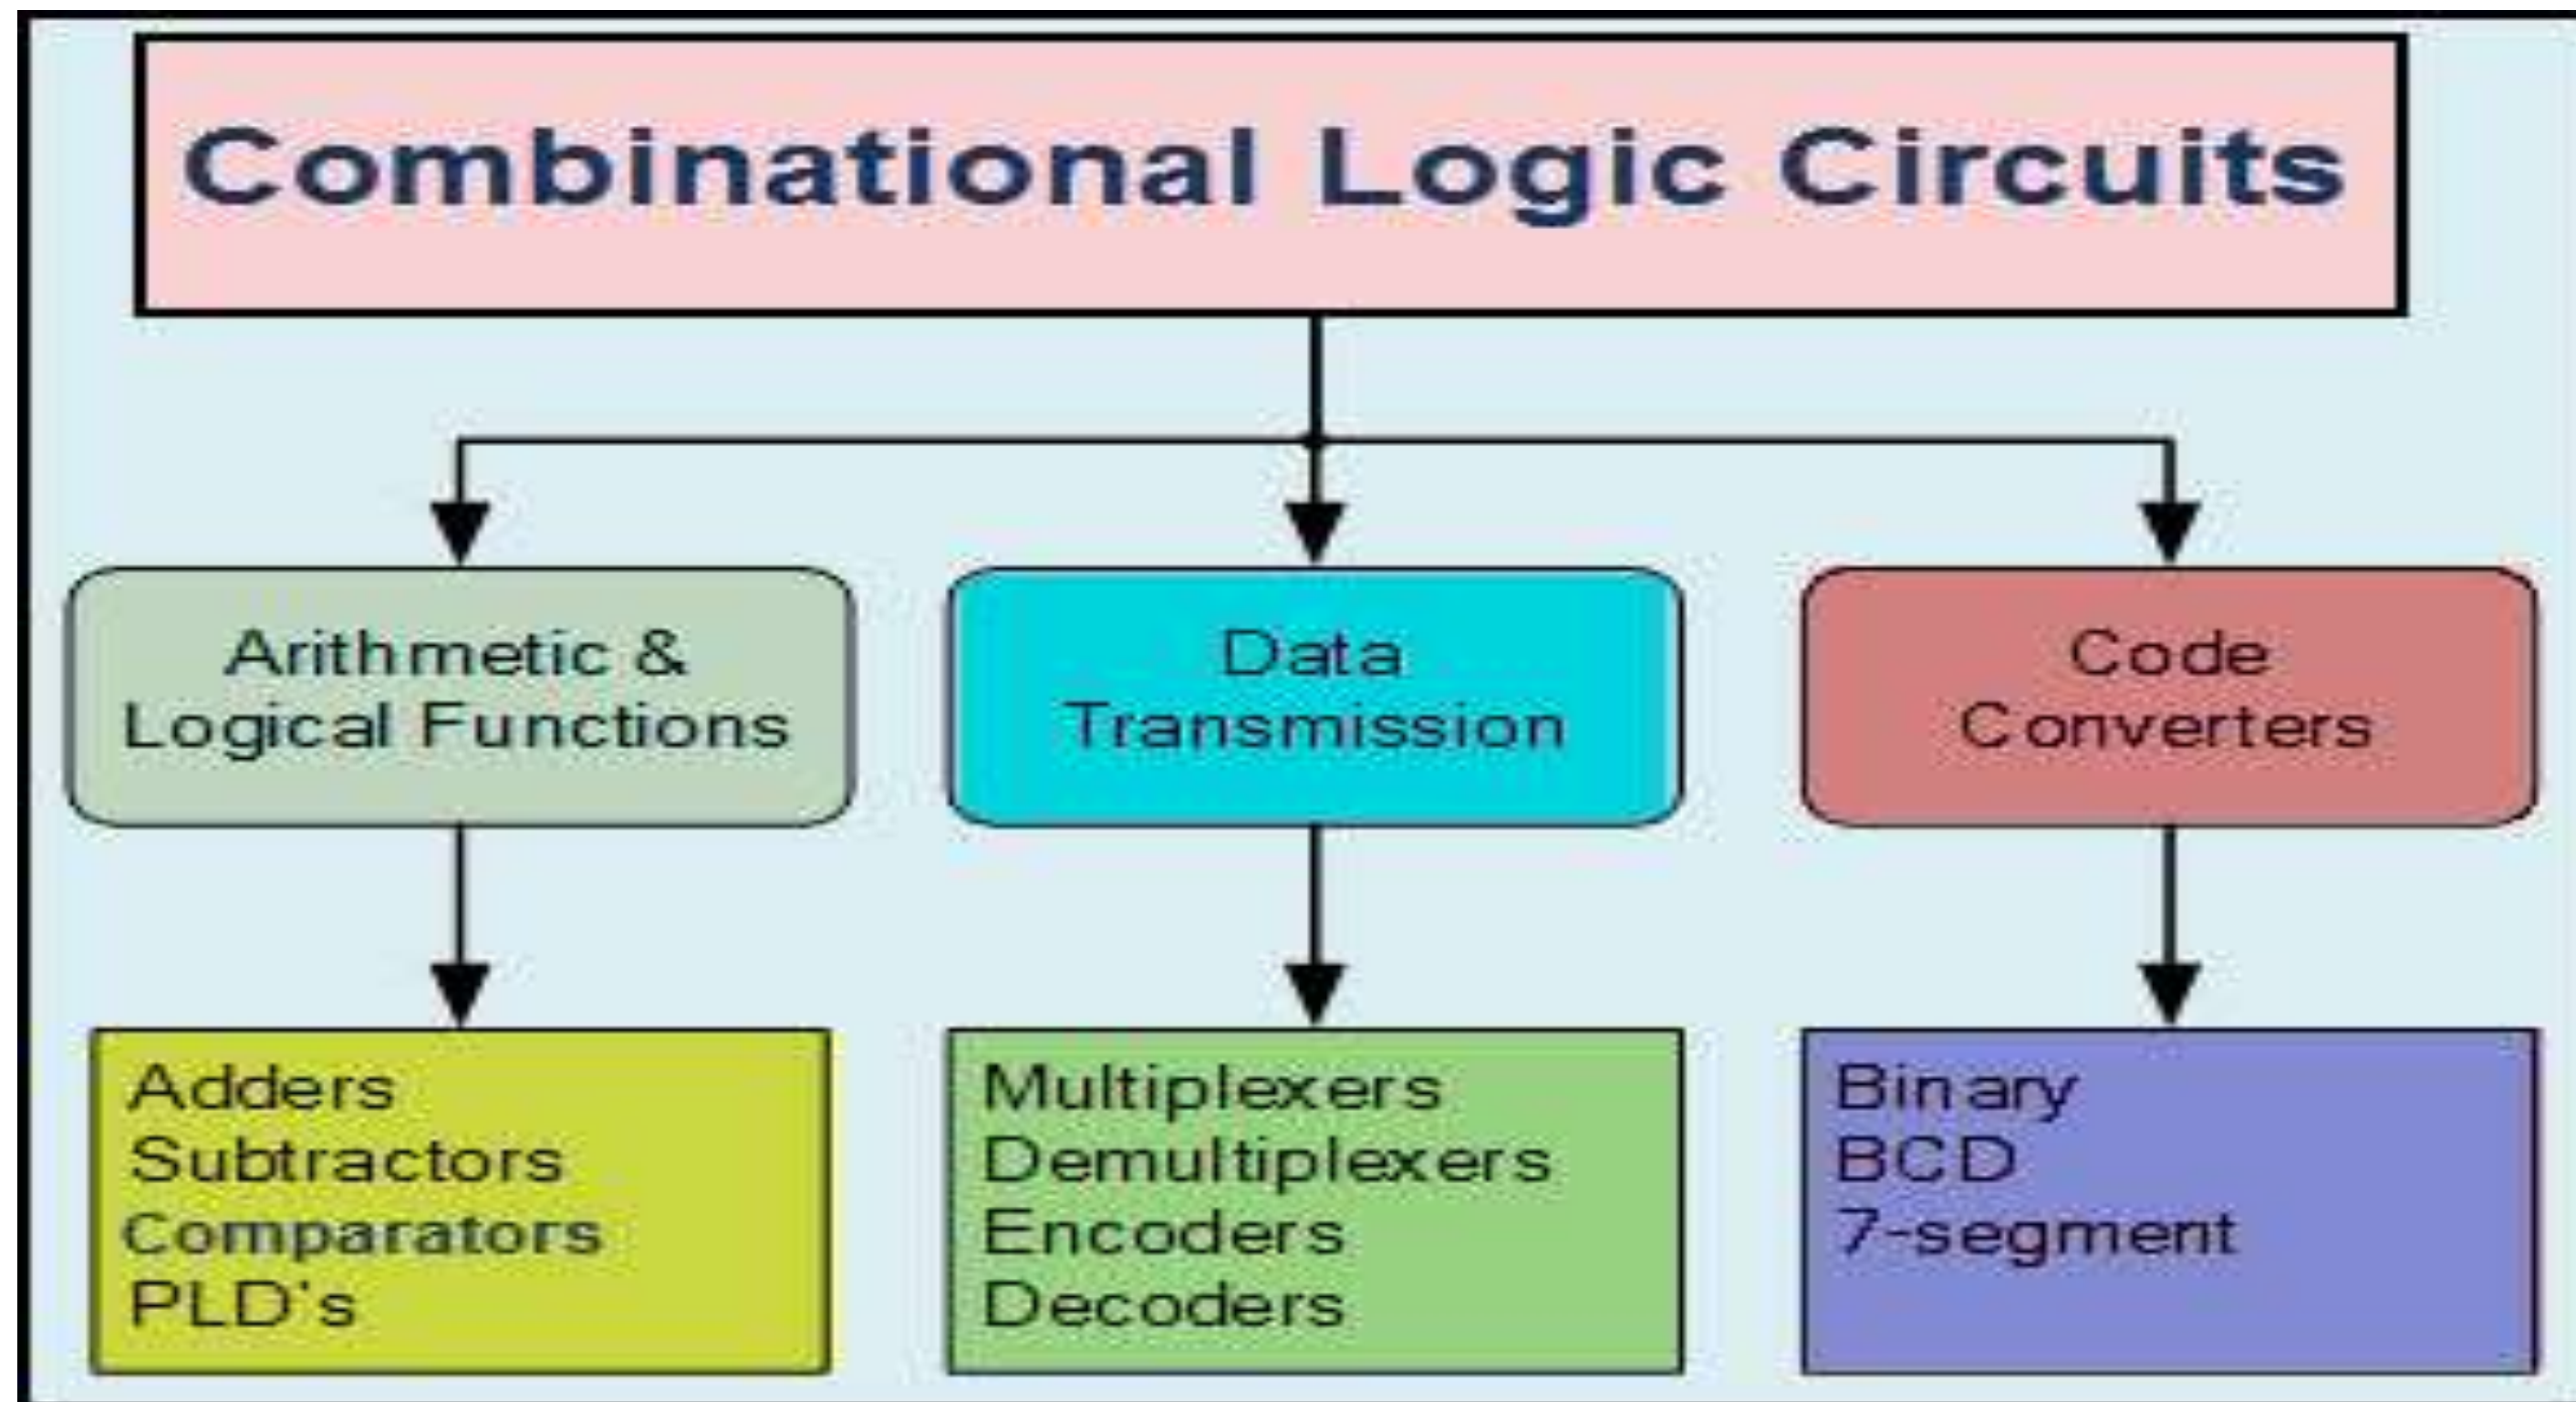 Combinational Logic Circuits
Arithmetic &
Logical Functions
Data
Transmission
Code
Converters
Adders
Subtractors
Comparators
PLD's
Multiplexers
Demultiplexers
Encoders
Decoders
Binary
BCD
7-segment